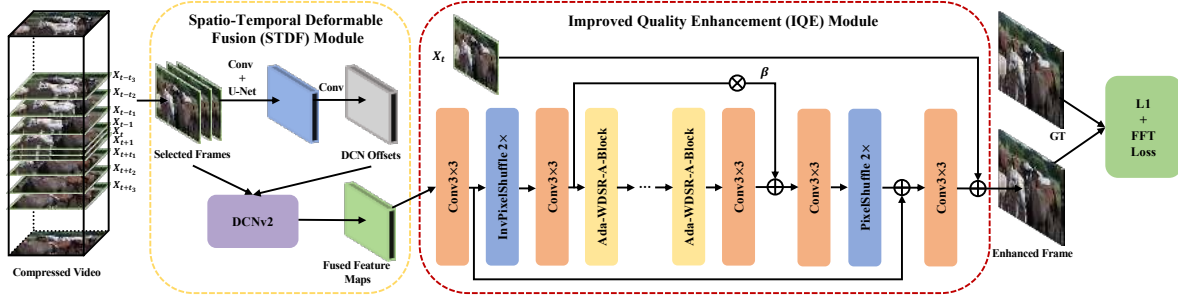 Spatio-Temporal Deformable
Fusion (STDF) Module
Improved Quality Enhancement (IQE) Module
X_{t-t_3}
X_{t-t_2}
X_{t-t_1}
X_{t-1}
X_t
X_{t+1}
X_{t+t_1}
X_{t+t_2}
X_{t+t_3}
Compressed Video
Conv
+
U-Net
Conv
Selected Frames
DCN Offsets
DCNv2
Fused Feature
Maps
X_t
β
Conv3×3
InvPixelShuffle 2×
Conv3×3
Ada-WDSR-A-Block
...
Ada-WDSR-A-Block
Conv3×3
Conv3×3
PixelShuffle 2×
Conv3×3
GT
Enhanced Frame
L1
+
FFT
Loss